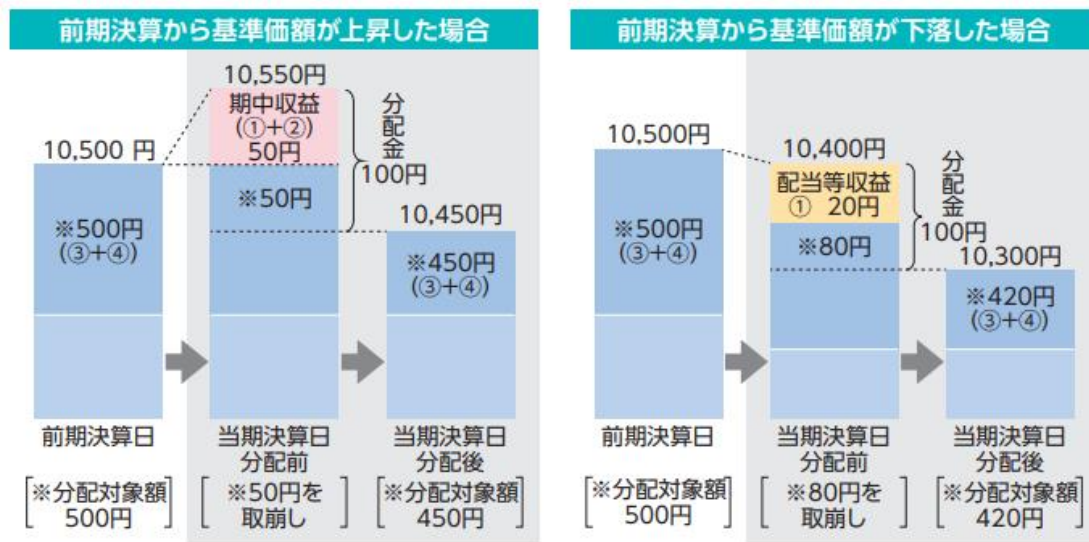 前期決算から基準価額が上昇した場合
10,550円
期中収益
(①+②)
50円
分配金
100円
10,500 円
※500円
(③+④)
※50円
10,450円
※450円
(③+④)
前期決算日
当期決算日
分配前
当期決算日
分配後
※分配対象額
500円
※50円を
取崩し
※分配対象額
450円
前期決算から基準価額が下落した場合
10,500円
10,400円
配当等収益
① 20円
分配金
100円
※500円
(③+④)
※80円
10,300円
※420円
(③+④)
前期決算日
当期決算日
分配前
当期決算日
分配後
※分配対象額
500円
※80円を
取崩し
※分配対象額
420円